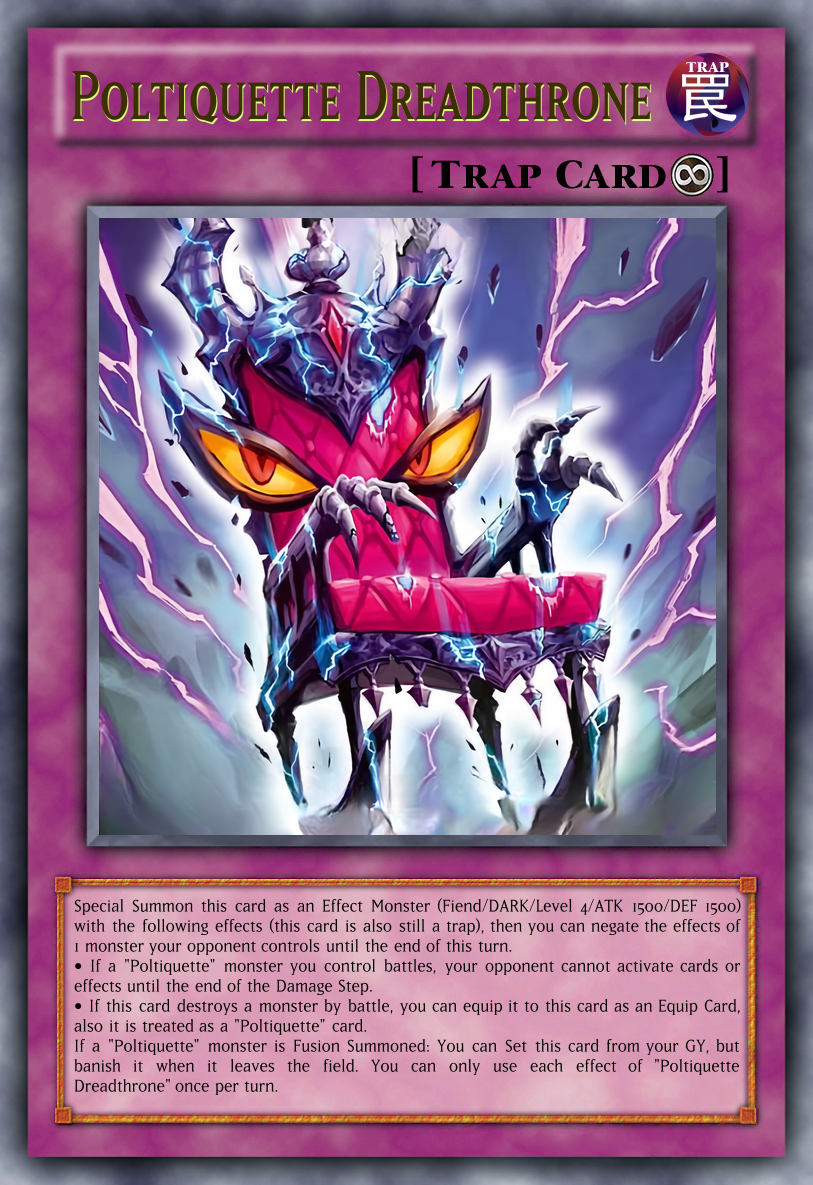 Poltiquette Dreadthrone
TRAP
罠
[Trap Card∞]
Special Summon this card as an Effect Monster (Fiend/DARK/Level 4/ATK 1500/DEF 1500)
with the following effects (this card is also still a trap), then you can negate the effects of
1 monster your opponent controls until the end of this turn.
• If a "Poltiquette" monster you control battles, your opponent cannot activate cards or
effects until the end of the Damage Step.
• If this card destroys a monster by battle, you can equip it to this card as an Equip Card,
also it is treated as a "Poltiquette" card.
If a "Poltiquette" monster is Fusion Summoned: You can Set this card from your GY, but
banish it when it leaves the field. You can only use each effect of "Poltiquette
Dreadthrone" once per turn.